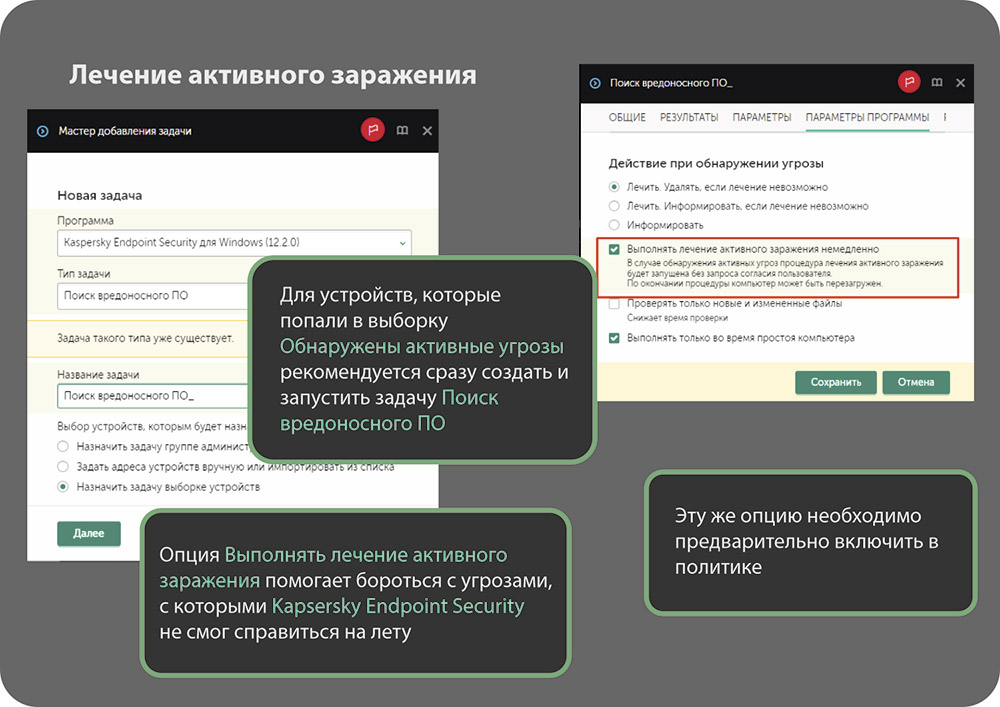 Лечение активного заражения
Мастер добавления задачи
Новая задача
Программа
Kaspersky Endpoint Security для Windows (12.2.0)
Тип задачи
Поиск вредоносного ПО
Задача такого типа уже существует.
Название задачи
Поиск вредоносного ПО_
Выбор устройств, которым будет
Назначить задачу группе
Задать адреса устройств вручную или импортировать из списка
Назначить задачу выборке устройств
Далее
Для устройств, которые
попали в выборку
Обнаружены активные угрозы
рекомендуется сразу создать и
запустить задачу Поиск
вредоносного ПО
Опция Выполнять лечение активного
заражения помогает бороться с угрозами,
с которыми Kapsersky Endpoint Security
не смог справиться на лету
Поиск вредоносного ПО_
ОБЩИЕ РЕЗУЛЬТАТЫ ПАРАМЕТРЫ ПАРАМЕТРЫ ПРОГРАММЫ
Действие при обнаружении угрозы
Лечить. Удалять, если лечение невозможно
Лечить. Информировать, если лечение невозможно
Информировать
Выполнять лечение активного заражения немедленно
В случае обнаружения активных угроз процедура лечения активного заражения
будет запущена без запроса согласия пользователя.
По окончании процедуры компьютер может быть перезагружен.
Проверять только новые и измененные файлы
Снижает время проверки
Выполнять только во время простоя компьютера
Сохранить Отмена
Эту же опцию необходимо
предварительно включить в
политике